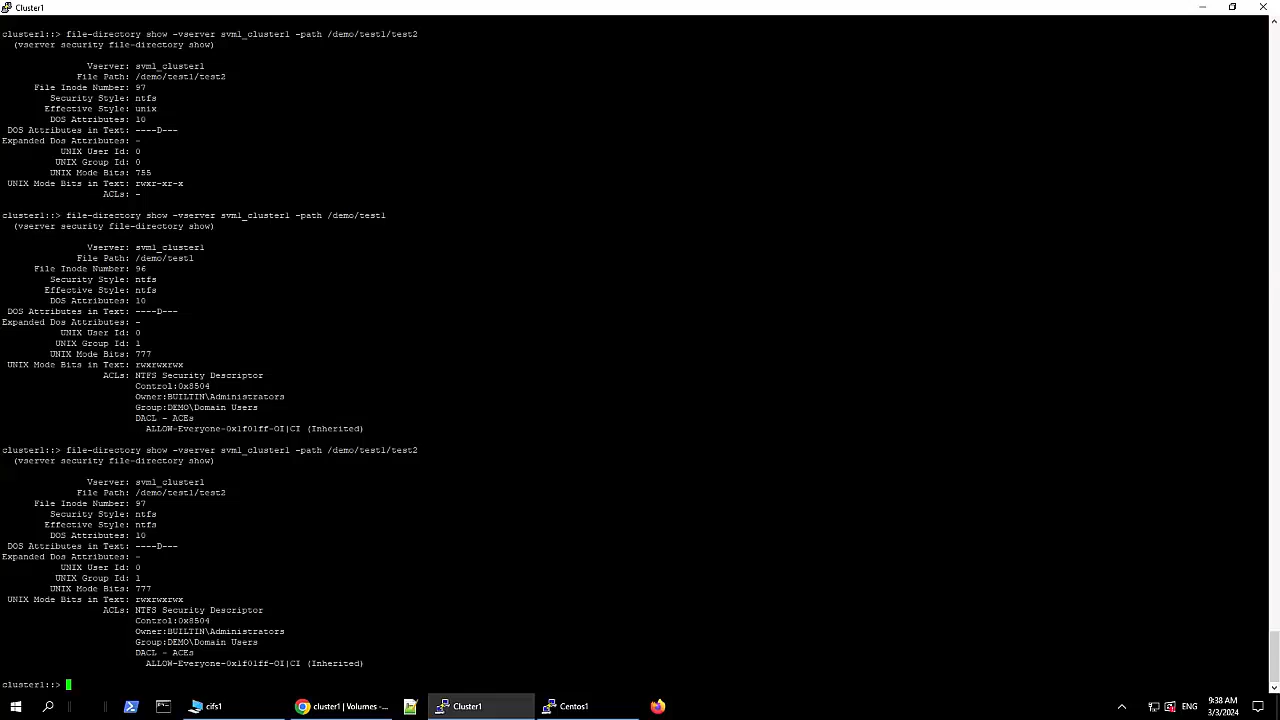 Cluster1
cluster1::> file-directory show -vserver svm1_cluster1 -path /demo/test1/test2
(vserver security file-directory show)
Vserver: svm1_cluster1
File Path: /demo/test1/test2
File Inode Number: 97
Security Style: ntfs
Effective Style: unix
DOS Attributes: 10
DOS Attributes in Text: ----D---
Expanded Dos Attributes: -
UNIX User Id: 0
UNIX Group Id: 0
UNIX Mode Bits: 755
UNIX Mode Bits in Text: rwxr-xr-x
ACLs: -
cluster1::> file-directory show -vserver svm1_cluster1 -path /demo/test1
(vserver security file-directory show)
Vserver: svm1_cluster1
File Path: /demo/test1
File Inode Number: 96
Security Style: ntfs
Effective Style: ntfs
DOS Attributes: 10
DOS Attributes in Text: ----D---
Expanded Dos Attributes: -
UNIX User Id: 0
UNIX Group Id: 1
UNIX Mode Bits: 777
UNIX Mode Bits in Text: rwxrwxrwx
ACLs: NTFS Security Descriptor
Control:0x8504
Owner:BUILTIN\Administrators
Group:DEMO\Domain Users
DACL - ACEs
ALLOW-Everyone-0x1f01ff-OI|CI (Inherited)
cluster1::> file-directory show -vserver svm1_cluster1 -path /demo/test1/test2
(vserver security file-directory show)
Vserver: svm1_cluster1
File Path: /demo/test1/test2
File Inode Number: 97
Security Style: ntfs
Effective Style: ntfs
DOS Attributes: 10
DOS Attributes in Text: ----D---
Expanded Dos Attributes: -
UNIX User Id: 0
UNIX Group Id: 1
UNIX Mode Bits: 777
UNIX Mode Bits in Text: rwxrwxrwx
ACLs: NTFS Security Descriptor
Control:0x8504
Owner:BUILTIN\Administrators
Group:DEMO\Domain Users
DACL - ACEs
ALLOW-Everyone-0x1f01ff-OI|CI (Inherited)
cluster1::>
cifs1
cluster1 | Volumes -...
Cluster1
Centos1
ENG
9:38 AM
3/3/2024